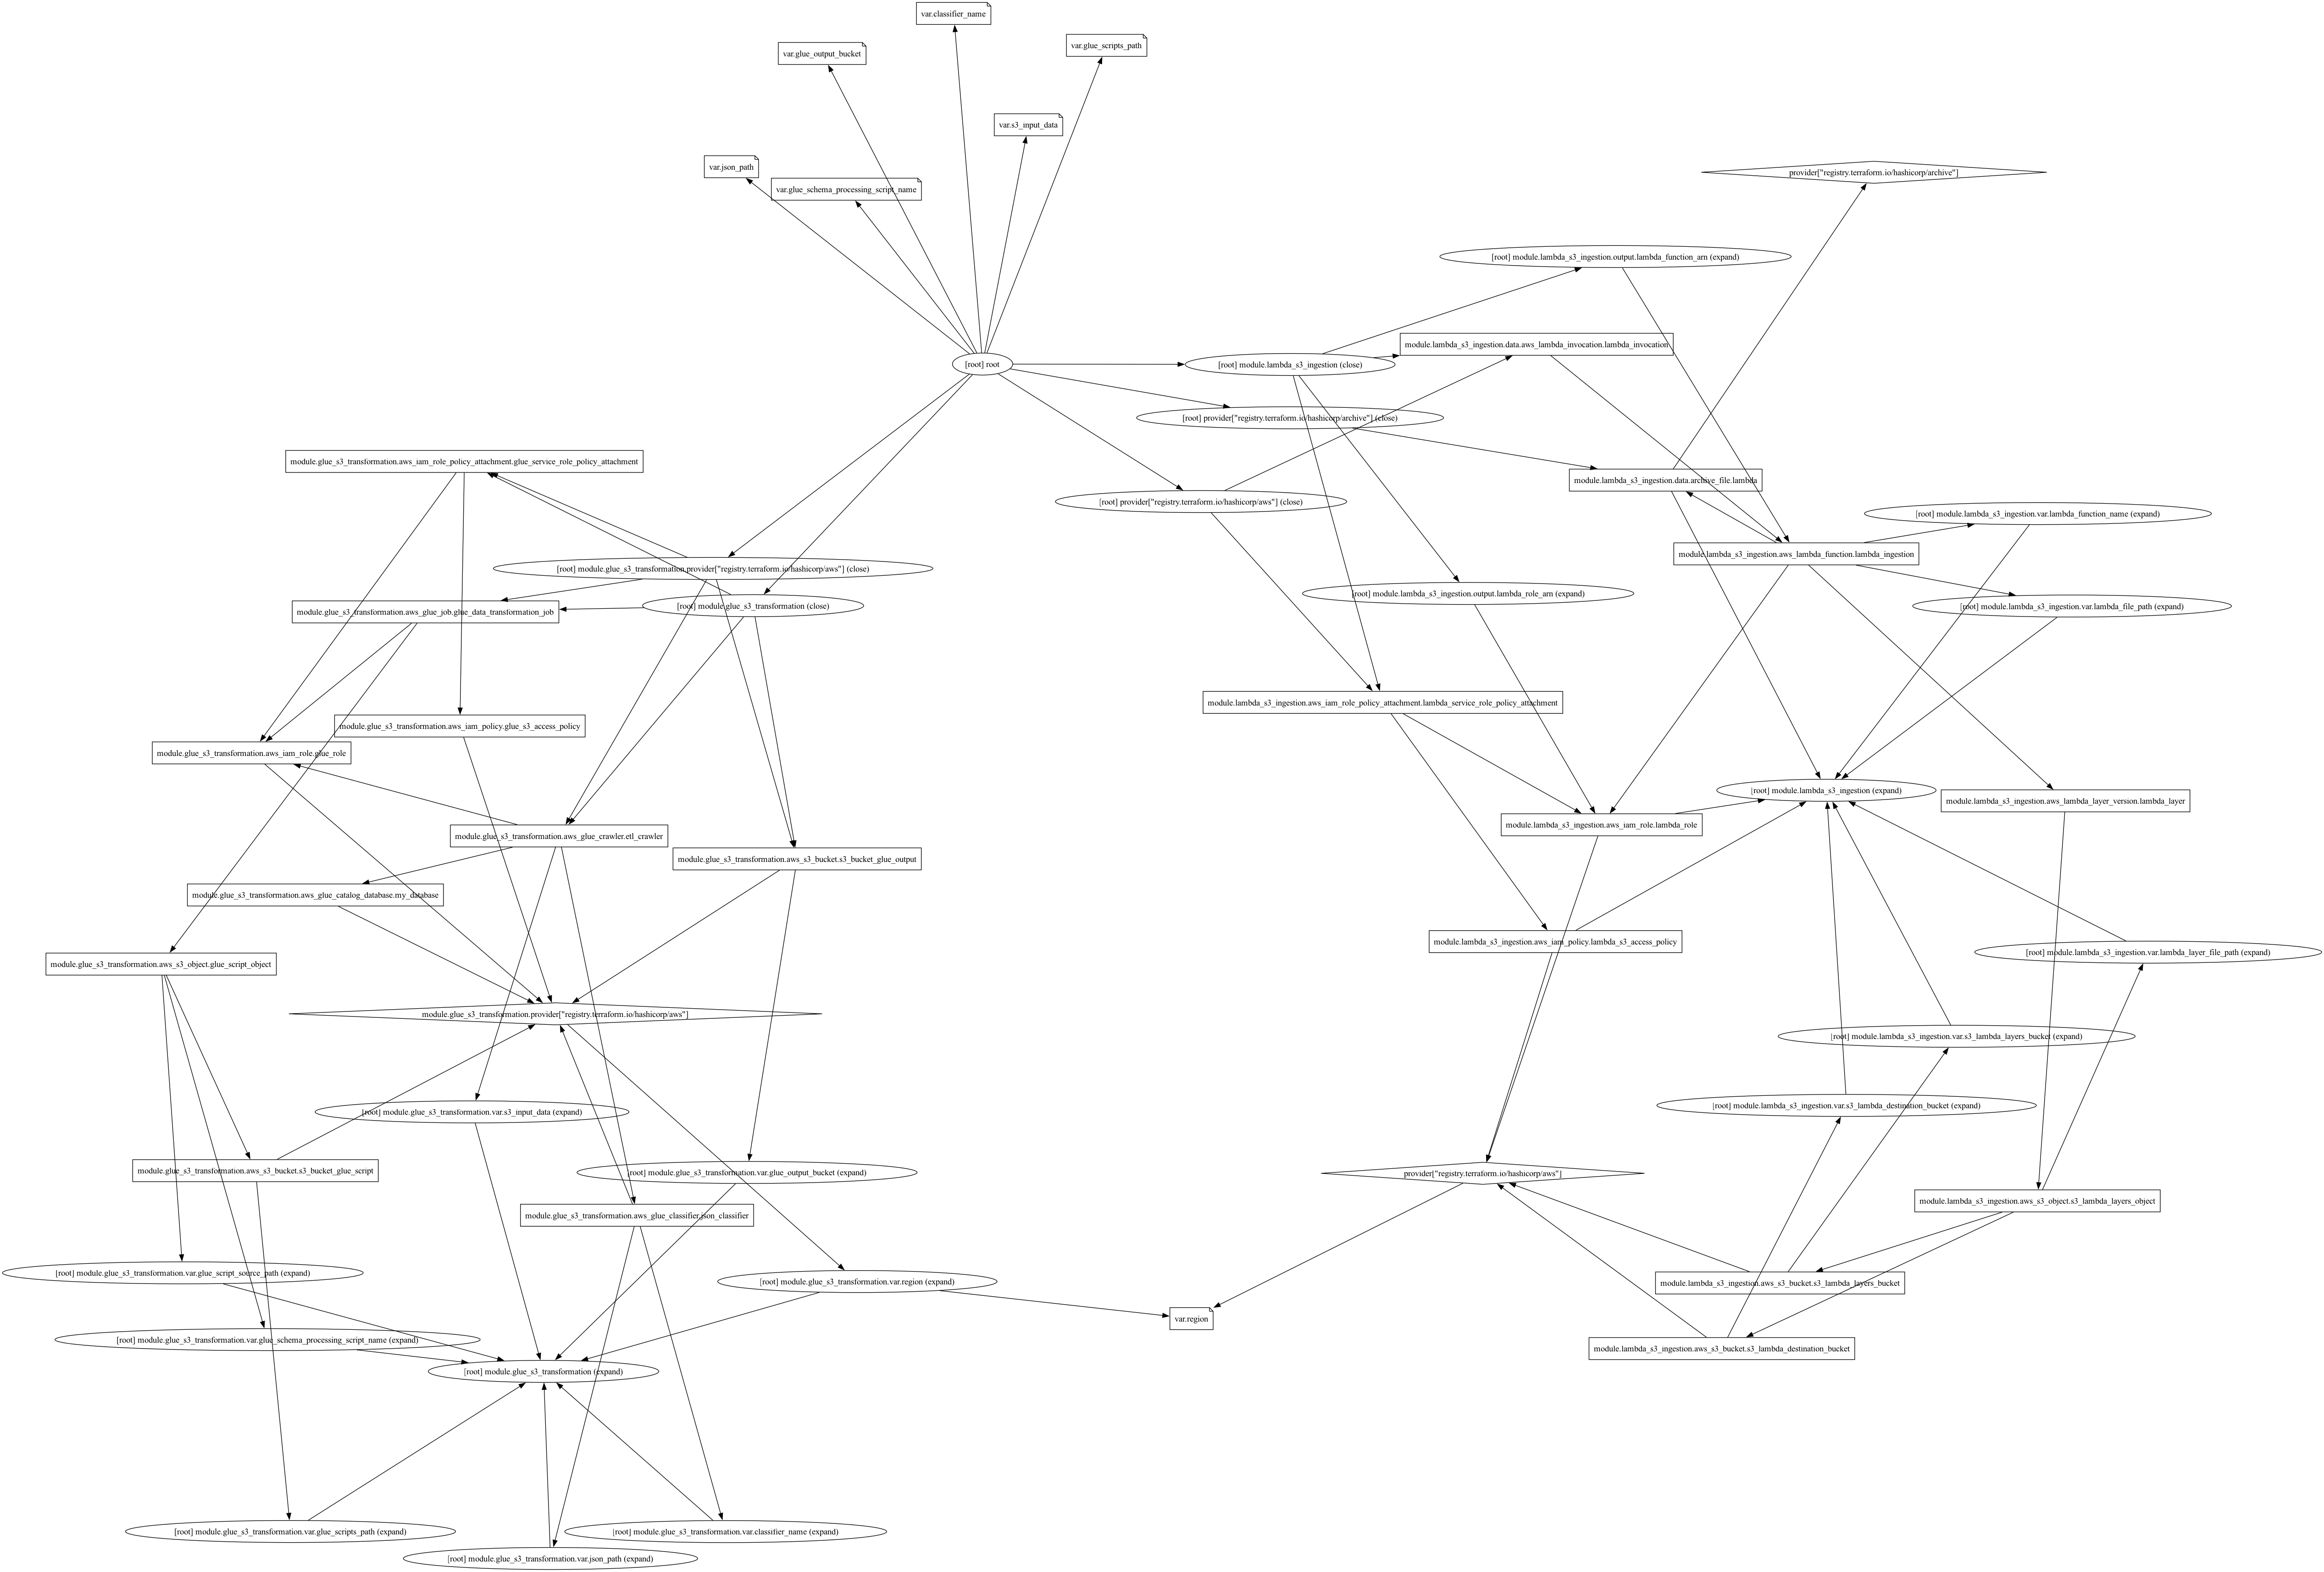 var.classifier_name
var.glue_scripts_path
var.glue_output_bucket
var.s3_input_data
var.json_path
var.glue_schema_processing_script_name
provider["registry.terraform.io/hashicorp/archive"]
[root] module.lambda_s3_ingestion.output.lambda_function_arn (expand)
module.lambda_s3_ingestion.data.aws_lambda_invocation.lambda_invocation
[root] root
[root] module.lambda_s3_ingestion (close)
[root] provider["registry.terraform.io/hashicorp/archive"] (close)
module.glue_s3_transformation.aws_iam_role_policy_attachment.glue_service_role_policy_attachment
module.lambda_s3_ingestion.data.archive_file.lambda
[root] provider["registry.terraform.io/hashicorp/aws"] (close)
[root] module.lambda_s3_ingestion.var.lambda_function_name (expand)
module.lambda_s3_ingestion.aws_lambda_function.lambda_ingestion
[root] module.glue_s3_transformation.provider["registry.terraform.io/hashicorp/aws"] (close)
[root] module.lambda_s3_ingestion.output.lambda_role_arn (expand)
[root] module.glue_s3_transformation (close)
[root] module.lambda_s3_ingestion.var.lambda_file_path (expand)
module.glue_s3_transformation.aws_glue_job.glue_data_transformation_job
module.lambda_s3_ingestion.aws_iam_role_policy_attachment.lambda_service_role_policy_attachment
module.glue_s3_transformation.aws_iam_policy.glue_s3_access_policy
module.glue_s3_transformation.aws_iam_role.glue_role
[root] module.lambda_s3_ingestion (expand)
module.lambda_s3_ingestion.aws_lambda_layer_version.lambda_layer
module.lambda_s3_ingestion.aws_iam_role.lambda_role
module.glue_s3_transformation.aws_glue_crawler.etl_crawler
module.glue_s3_transformation.aws_s3_bucket.s3_bucket_glue_output
module.glue_s3_transformation.aws_glue_catalog_database.my_database
module.lambda_s3_ingestion.aws_iam_policy.lambda_s3_access_policy
[root] module.lambda_s3_ingestion.var.lambda_layer_file_path (expand)
module.glue_s3_transformation.aws_s3_object.glue_script_object
module.glue_s3_transformation.provider["registry.terraform.io/hashicorp/aws"]
[root] module.lambda_s3_ingestion.var.s3_lambda_layers_bucket (expand)
[root] module.lambda_s3_ingestion.var.s3_lambda_destination_bucket (expand)
[root] module.glue_s3_transformation.var.s3_input_data (expand)
module.glue_s3_transformation.aws_s3_bucket.s3_bucket_glue_script
[root] module.glue_s3_transformation.var.glue_output_bucket (expand)
provider["registry.terraform.io/hashicorp/aws"]
module.lambda_s3_ingestion.aws_s3_object.s3_lambda_layers_object
module.glue_s3_transformation.aws_glue_classifier.json_classifier
[root] module.glue_s3_transformation.var.glue_script_source_path (expand)
[root] module.glue_s3_transformation.var.region (expand)
module.lambda_s3_ingestion.aws_s3_bucket.s3_lambda_layers_bucket
var.region
[root] module.glue_s3_transformation.var.glue_schema_processing_script_name (expand)
module.lambda_s3_ingestion.aws_s3_bucket.s3_lambda_destination_bucket
[root] module.glue_s3_transformation (expand)
[root] module.glue_s3_transformation.var.glue_scripts_path (expand)
[root] module.glue_s3_transformation.var.classifier_name (expand)
[root] module.glue_s3_transformation.var.json_path (expand)